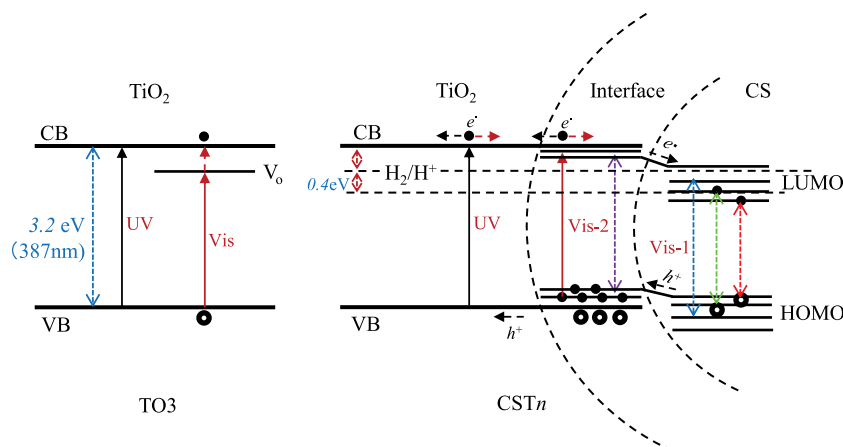 TiO₂
CB
V₀
3.2 eV
(387nm)
UV
Vis
VB
TO3
TiO₂
Interface
CS
CB
e⁻
e⁻
e⁻
H₂/H⁺
0.4eV
LUMO
UV
Vis-2
Vis-1
h⁺
HOMO
VB
h⁺
CSTn